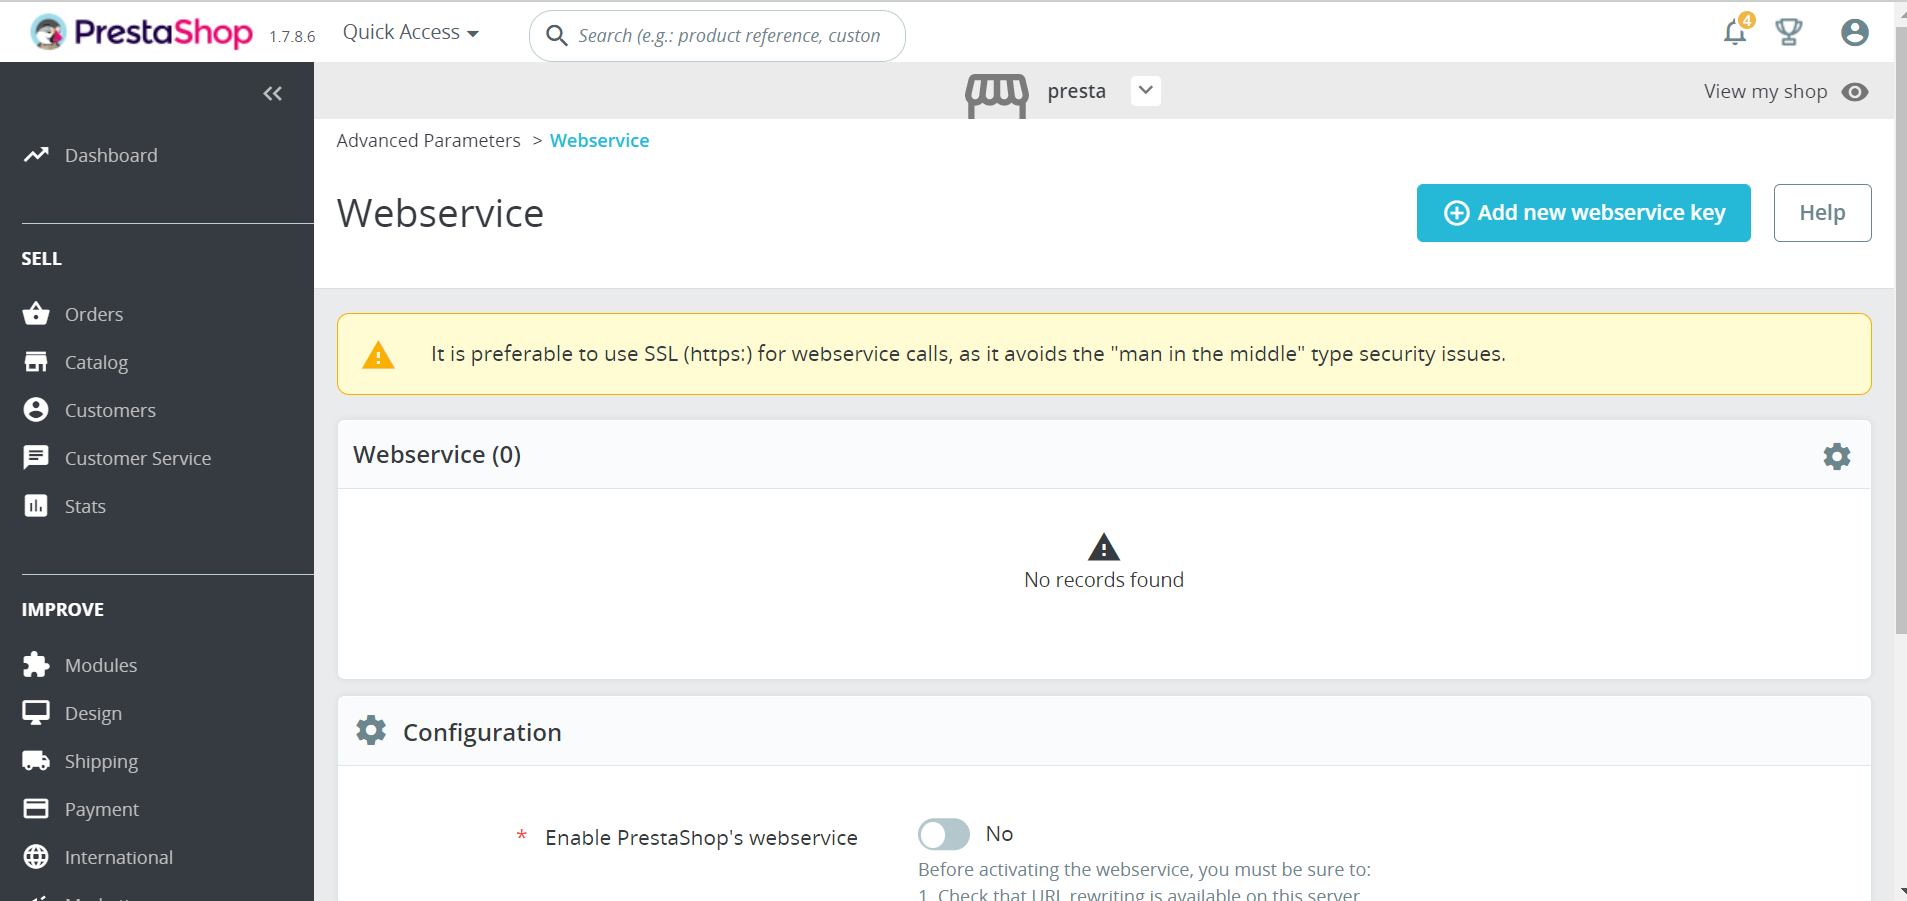 PrestaShop 1.7.8.6 Quick Access Search (e.g.: product reference, custon 4
presta View my shop
Advanced Parameters > Webservice
Webservice
Add new webservice key Help
Dashboard
SELL
Orders
Catalog
Customers
Customer Service
Stats
IMPROVE
Modules
Design
Shipping
Payment
International
It is preferable to use SSL (https:) for webservice calls, as it avoids the "man in the middle" type security issues.
Webservice (0)
No records found
Configuration
* Enable PrestaShop's webservice No
Before activating the webservice, you must be sure to:
1. Check that URL rewriting is available on this server